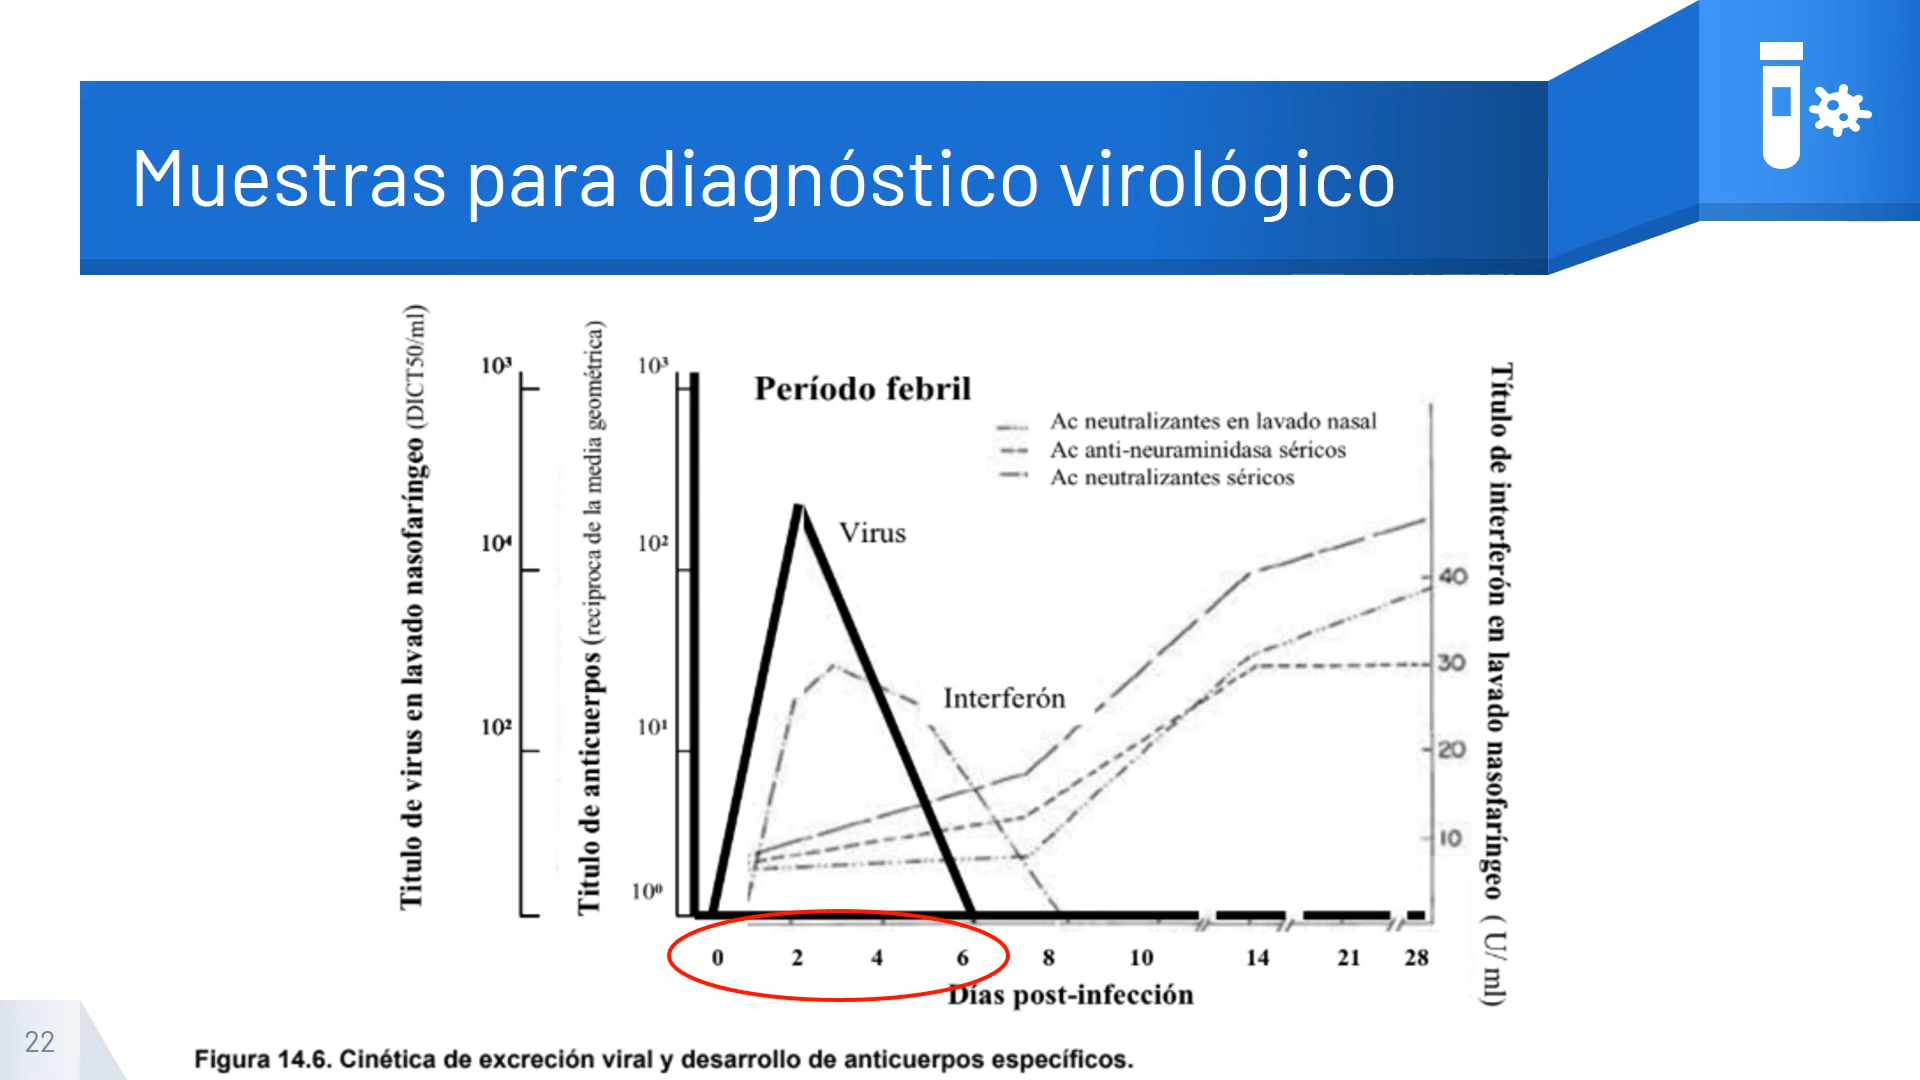 Muestras para diagnóstico virológico
Titulo de virus en lavado nasofaríngeo (DICT50/ml)
10³
10⁴
10²
Titulo de anticuerpos (reciproca de la media geométrica)
10³
10²
10¹
10⁰
Período febril
Ac neutralizantes en lavado nasal
Ac anti-neuraminidasa séricos
Ac neutralizantes séricos
Virus
Interferón
40
30
20
10
Título de interferón en lavado nasofaríngeo ( U/ ml)
0 2 4 6 8 10 14 21 28
Días post-infección
22
Figura 14.6. Cinética de excreción viral y desarrollo de anticuerpos específicos.